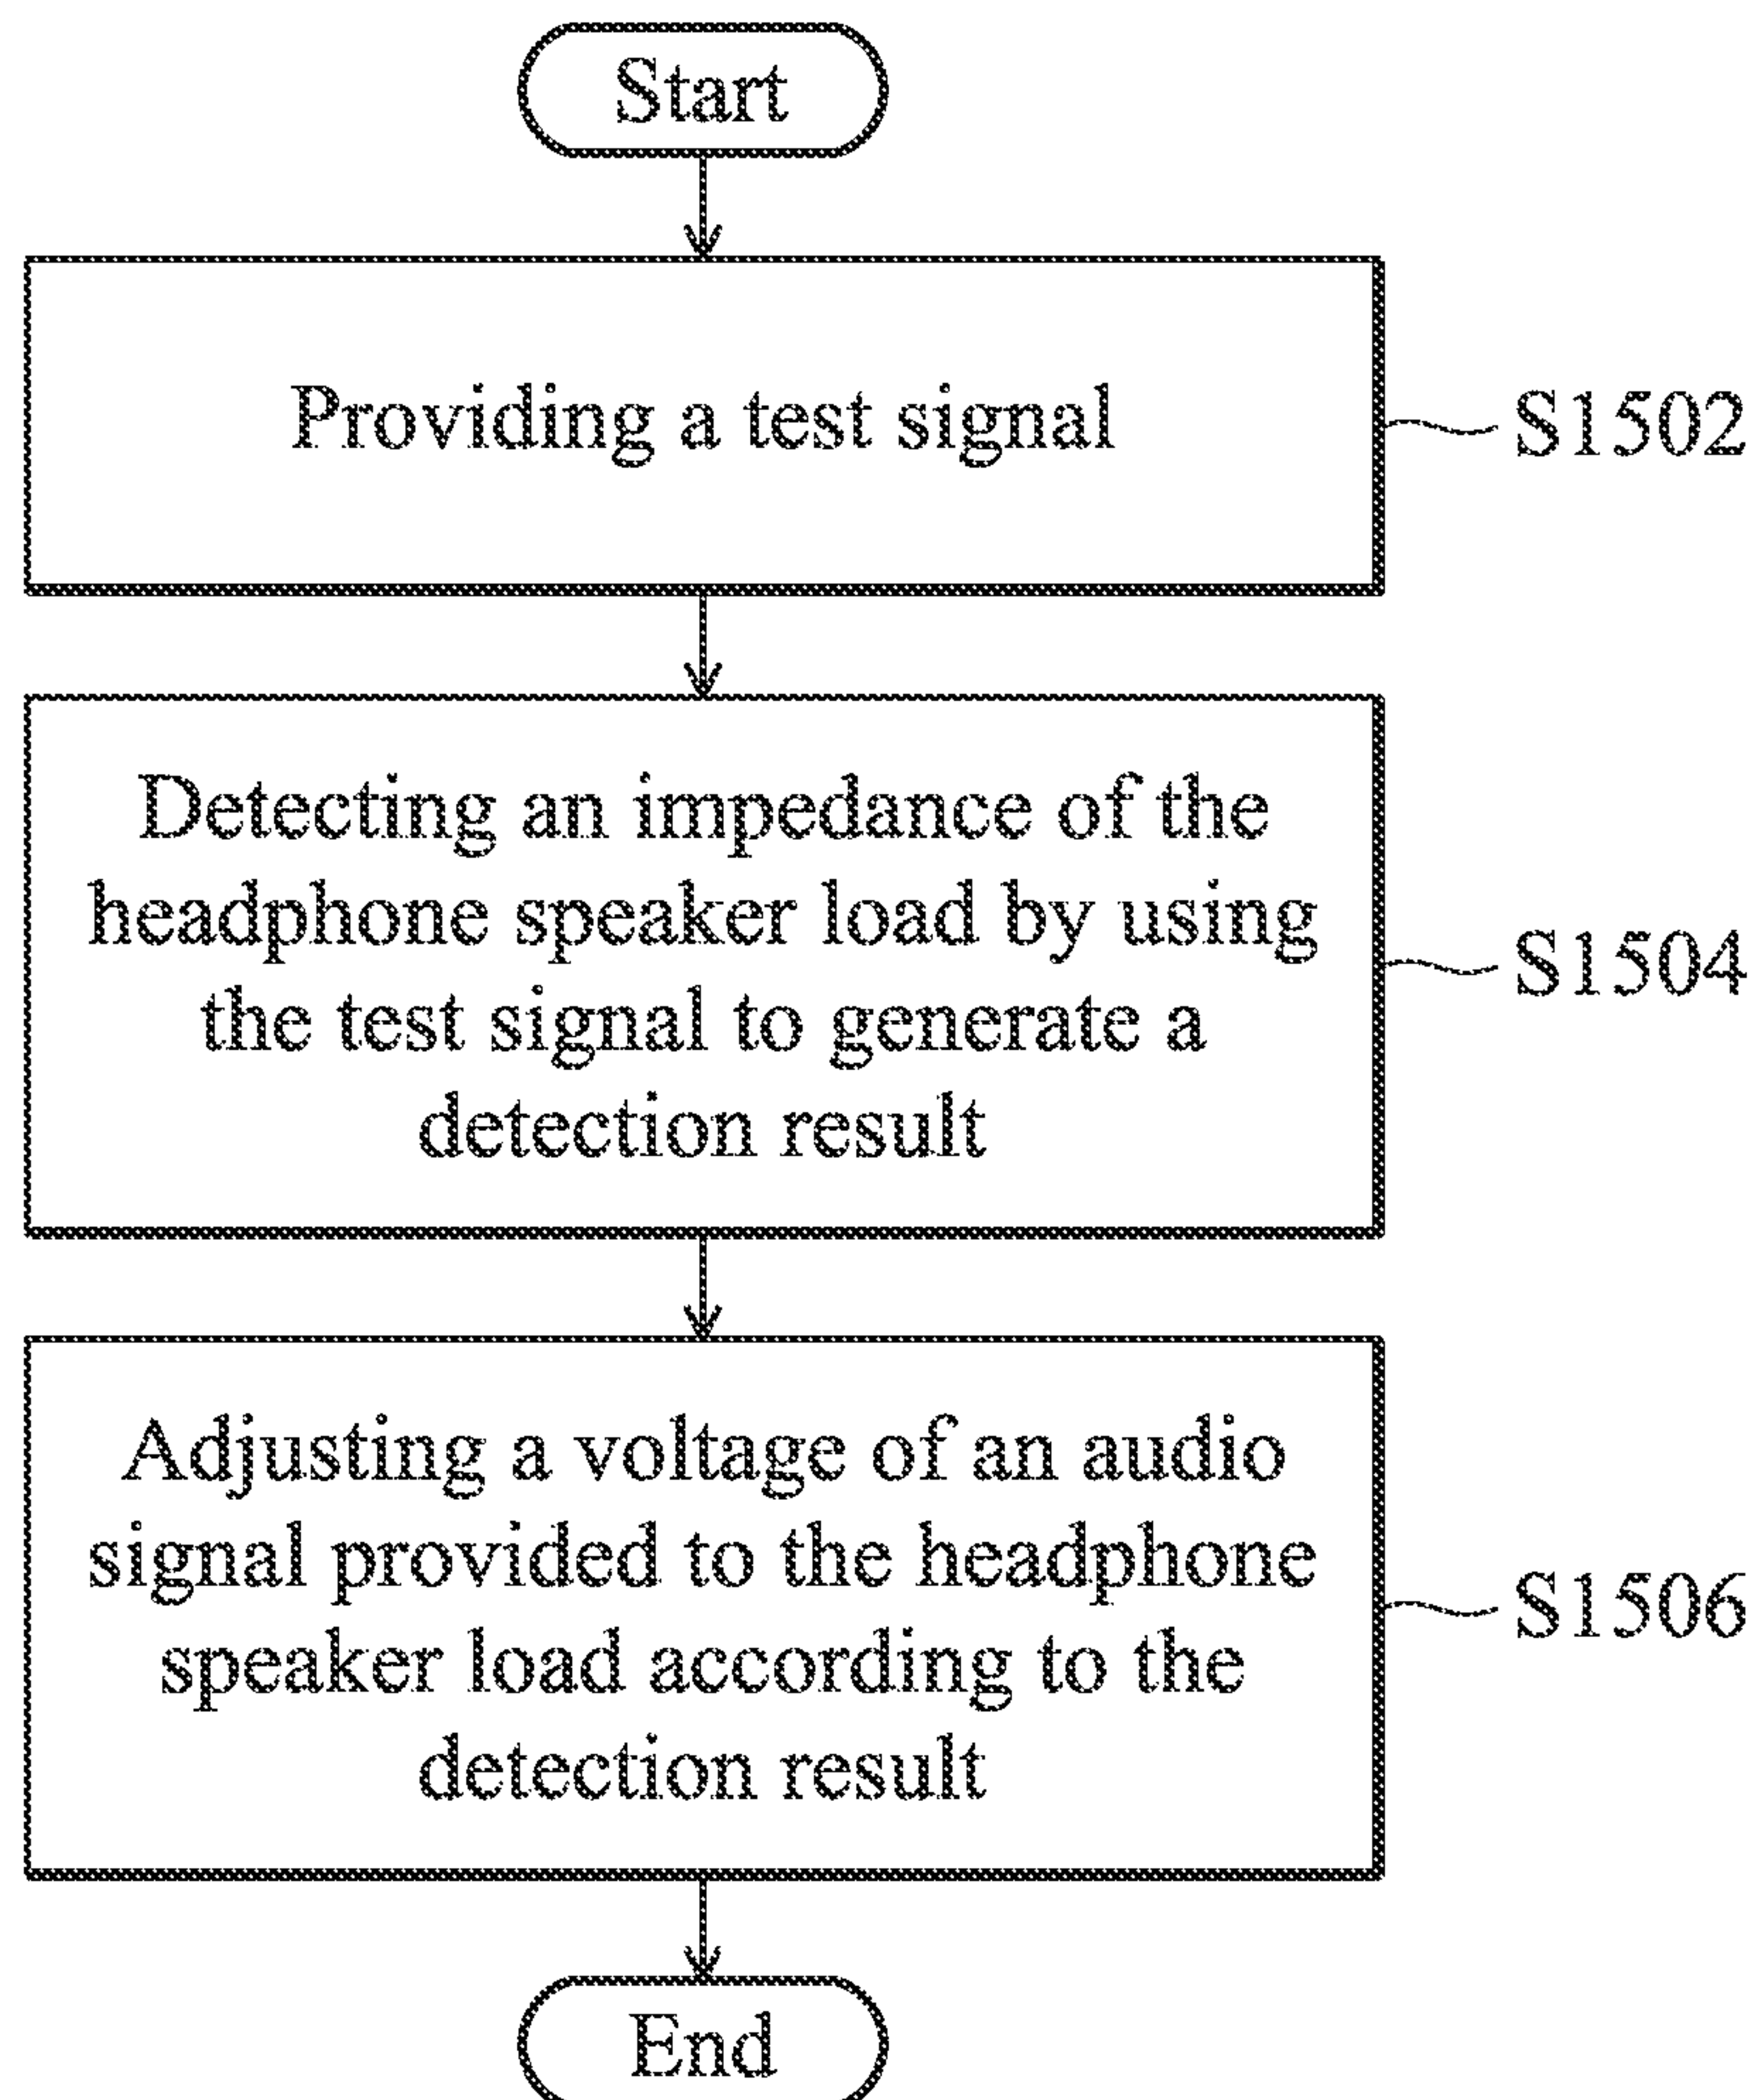 Start
Providing a test signal
S1502
Detecting an impedance of the
headphone speaker load by using
the test signal to generate a
detection result
S1504
Adjusting a voltage of an audio
signal provided to the headphone
speaker load according to the
detection result
S1506
End